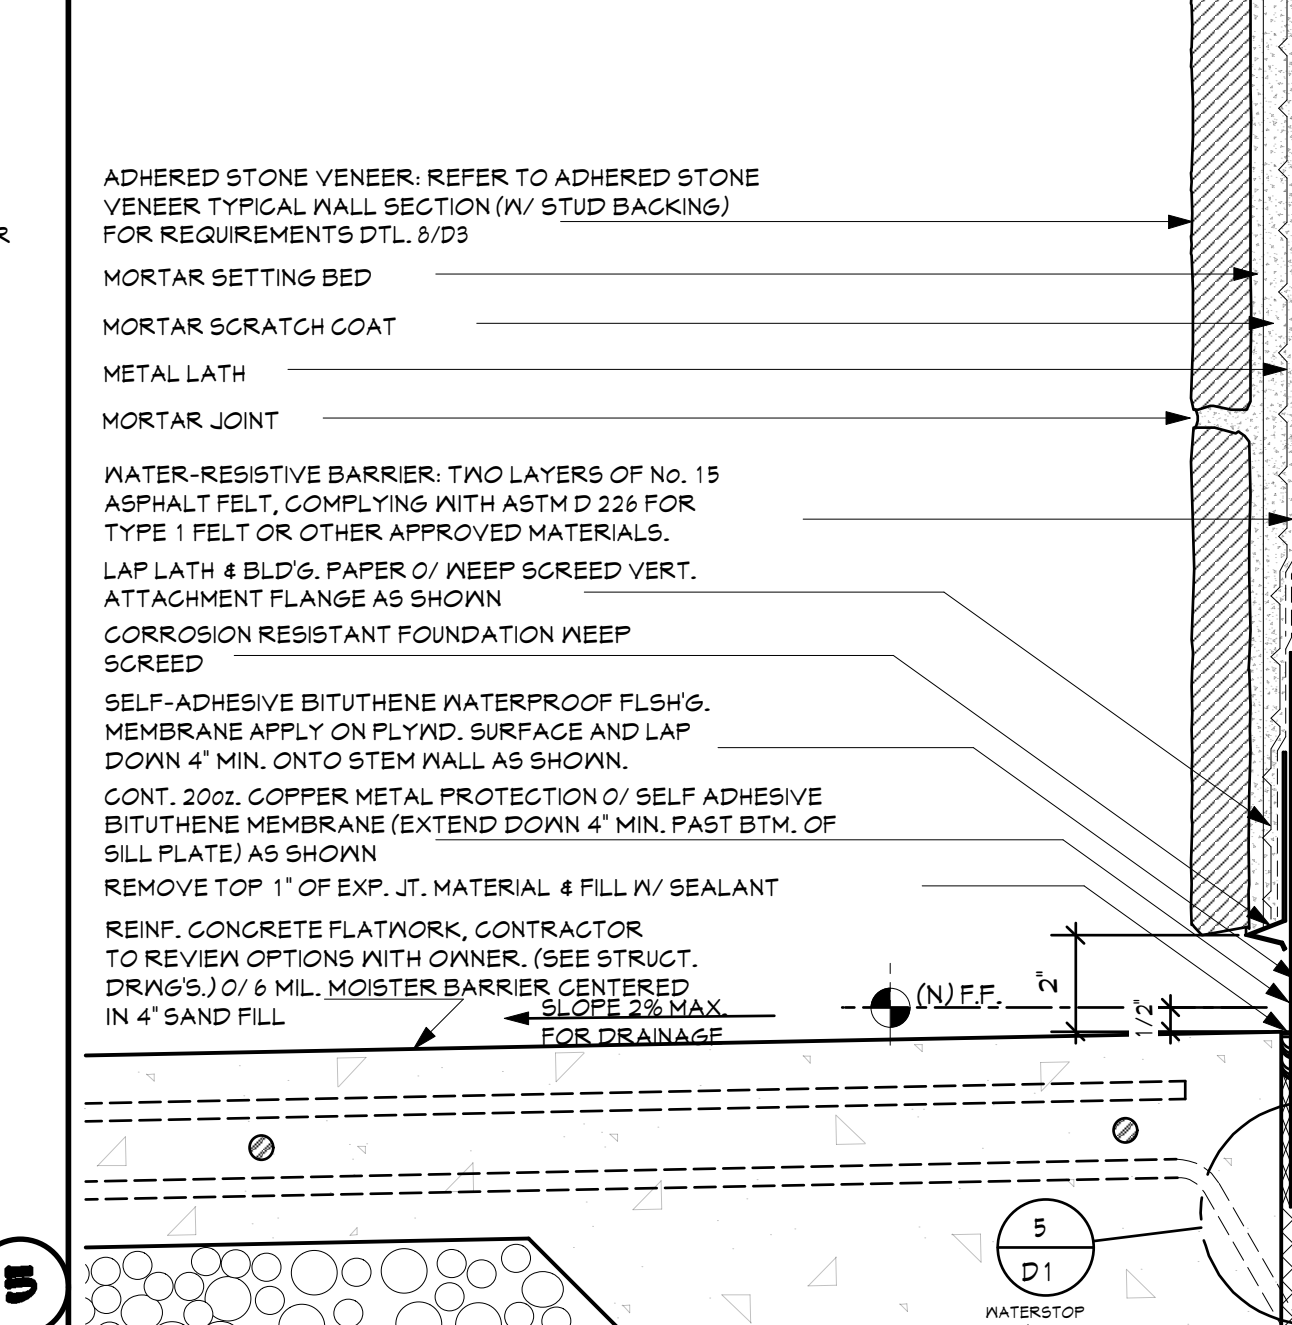 ADHERED STONE VENEER: REFER TO ADHERED STONE
VENEER TYPICAL WALL SECTION (W/ STUD BACKING)
FOR REQUIREMENTS DTL. 8/D3
R
MORTAR SETTING BED
MORTAR SCRATCH COAT
METAL LATH
MORTAR JOINT
WATER-RESISTIVE BARRIER: TWO LAYERS OF No. 15
ASPHALT FELT, COMPLYING WITH ASTM D 226 FOR
TYPE 1 FELT OR OTHER APPROVED MATERIALS.
LAP LATH & BLD'G. PAPER O/ WEEP SCREED VERT.
ATTACHMENT FLANGE AS SHOWN
CORROSION RESISTANT FOUNDATION WEEP
SCREED
SELF-ADHESIVE BITUTHENE WATERPROOF FLSH'G.
MEMBRANE APPLY ON PLYWD. SURFACE AND LAP
DOWN 4" MIN. ONTO STEM WALL AS SHOWN.
CONT. 20oz. COPPER METAL PROTECTION O/ SELF ADHESIVE
BITUTHENE MEMBRANE (EXTEND DOWN 4" MIN. PAST BTM. OF
SILL PLATE) AS SHOWN
REMOVE TOP 1" OF EXP. JT. MATERIAL & FILL W/ SEALANT
REINF. CONCRETE FLATWORK, CONTRACTOR
TO REVIEW OPTIONS WITH OWNER. (SEE STRUCT.
DRWG'S.) O/ 6 MIL. MOISTER BARRIER CENTERED
IN 4" SAND FILL
SLOPE 2% MAX.
FOR DRAINAGE
(N) F.F.
2"
1/2"
5
D1
WATERSTOP